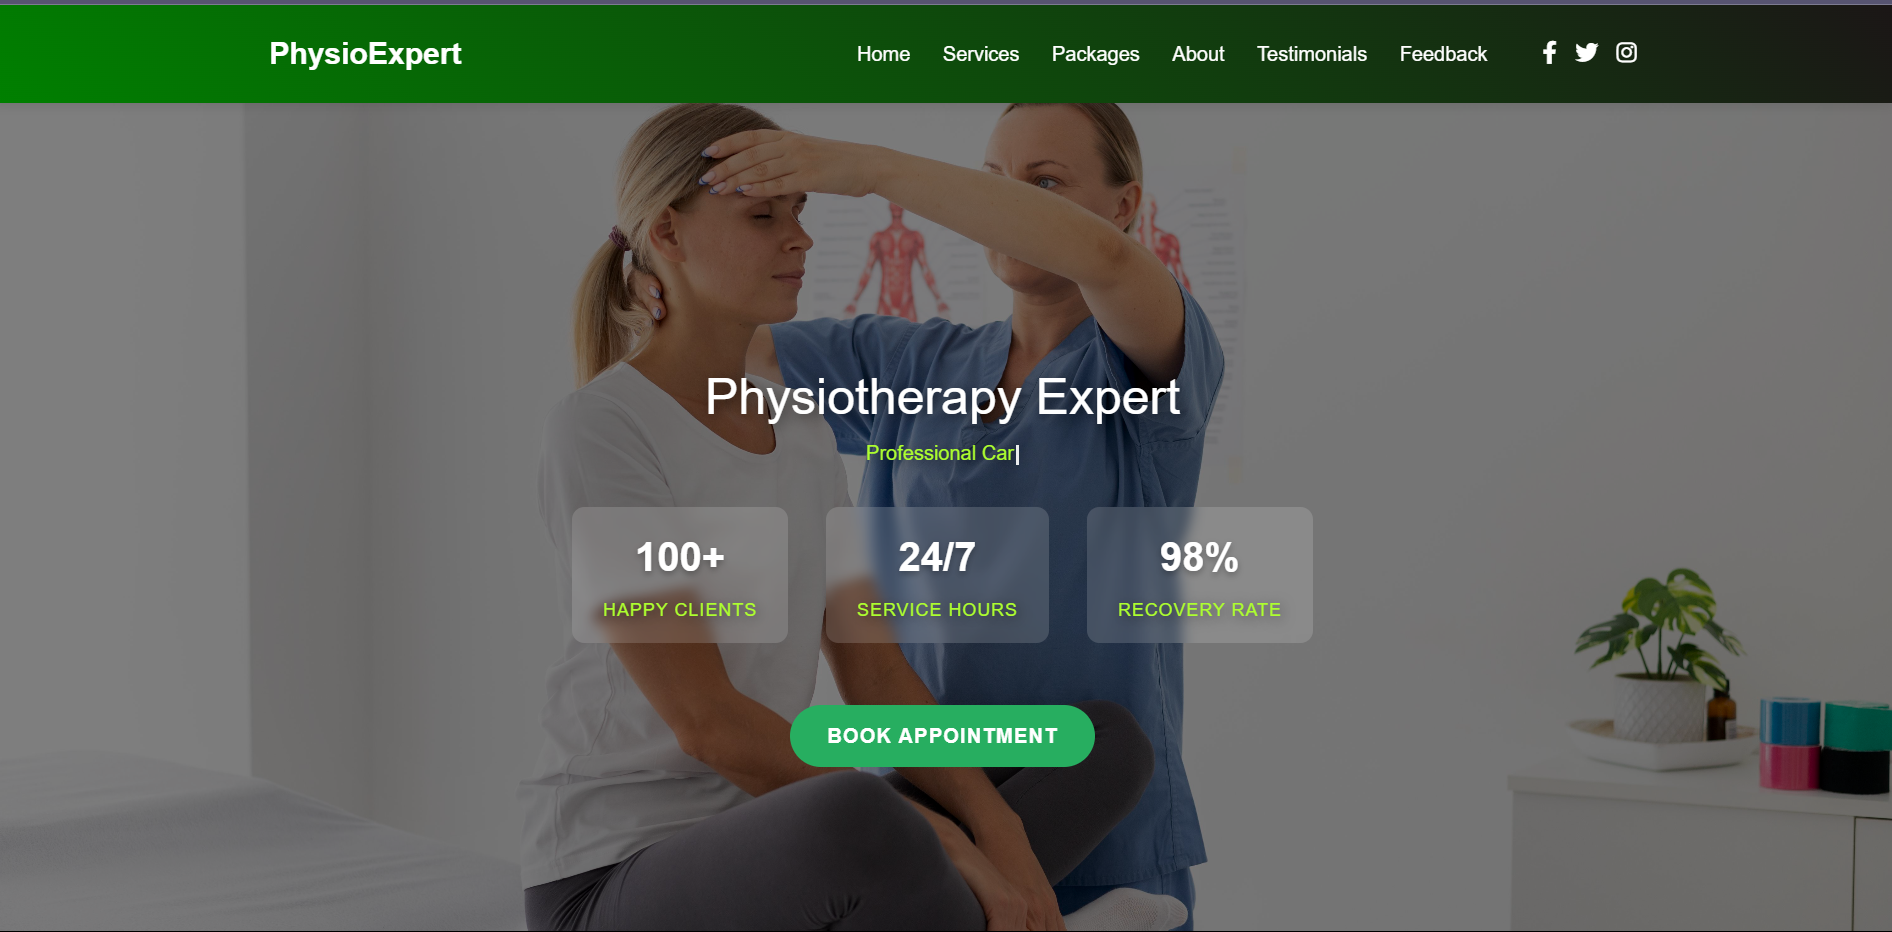 PhysioExpert
Home Services Packages About Testimonials Feedback
Physiotherapy Expert
Professional Car
100+
HAPPY CLIENTS
24/7
SERVICE HOURS
98%
RECOVERY RATE
BOOK APPOINTMENT